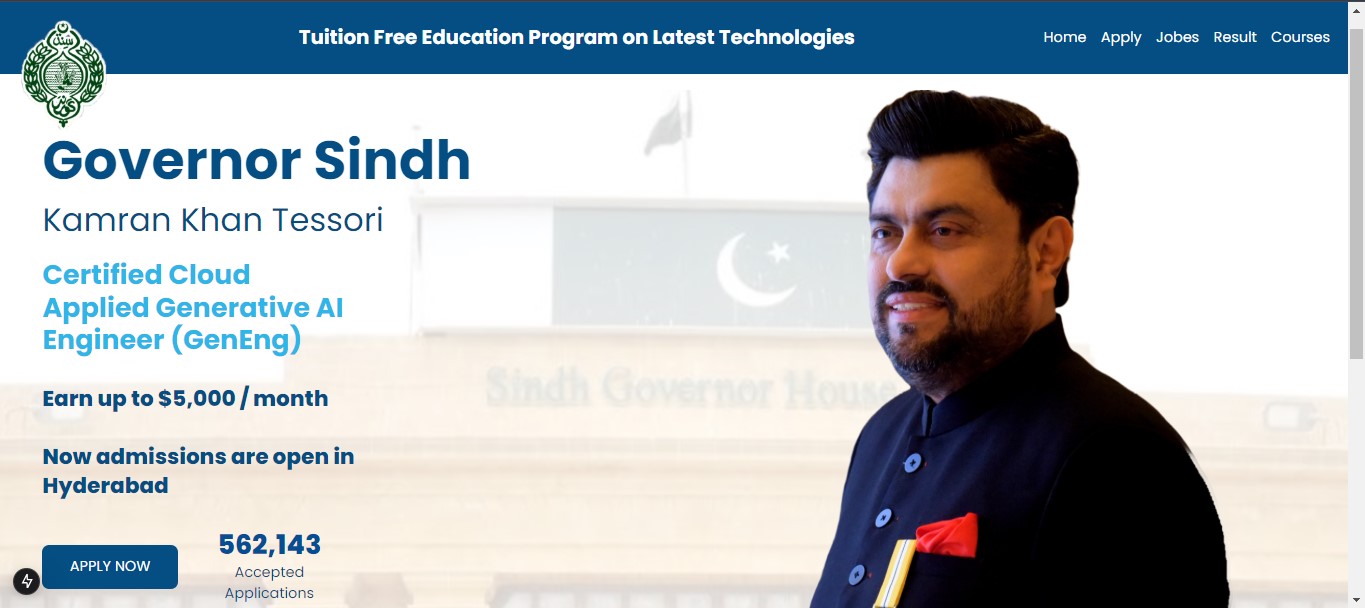 Tuition Free Education Program on Latest Technologies
Home Apply Jobes Result Courses
Governor Sindh
Kamran Khan Tessori
Certified Cloud
Applied Generative AI
Engineer (GenEng)
Earn up to $5,000 / month
Now admissions are open in
Hyderabad
APPLY NOW
562,143
Accepted
Applications
Sindh Governor House